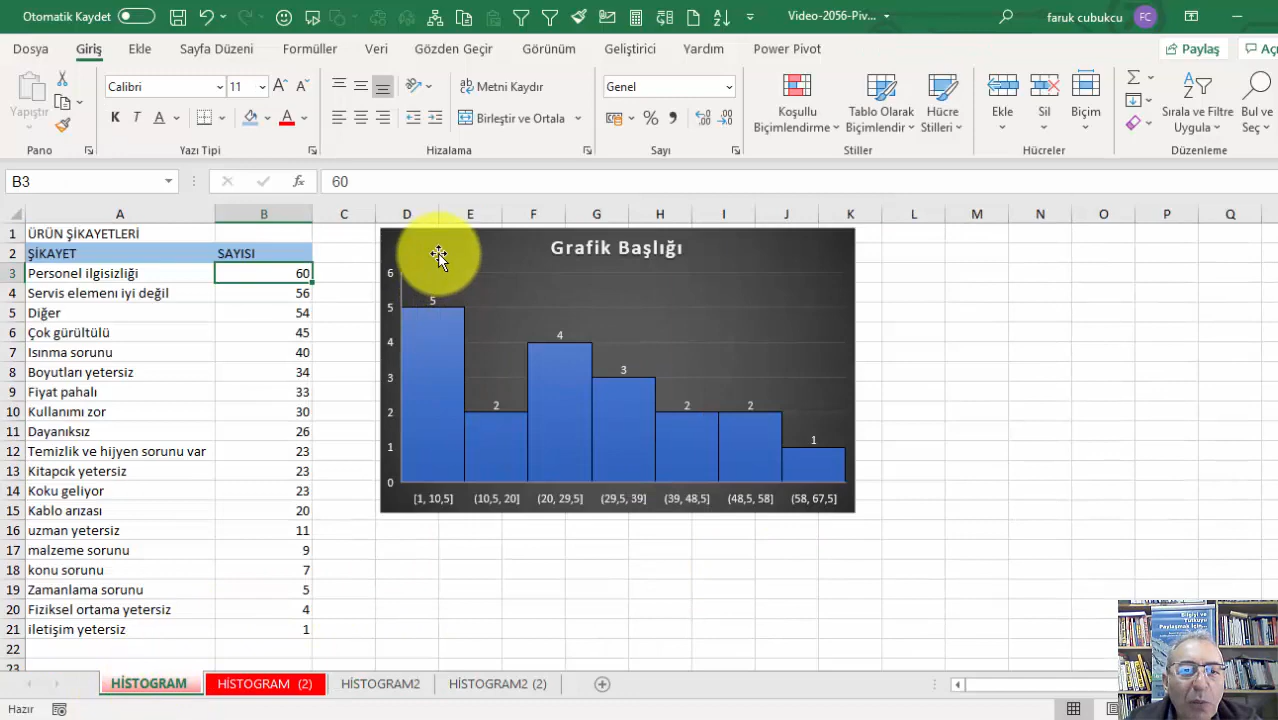 Otomatik Kaydet
Video-2056-Piv...
faruk cubukcu FC
Dosya Giriş Ekle Sayfa Düzeni Formüller Veri Gözden Geçir Görünüm Geliştirici Yardım Power Pivot Paylaş
Yapıştır
Calibri 11
K T A
Metni Kaydır
Birleştir ve Ortala
Genel
Koşullu Biçimlendirme
Tablo Olarak Biçimlendir
Hücre Stilleri
Ekle Sil Biçim
Sırala ve Filtre Uygula
Bul ve Seç
Pano Yazı Tipi Hizalama Sayı Stiller Hücreler Düzenleme
B3 fx 60
A B C D E F G H I J K L M N O P Q
1 ÜRÜN ŞİKAYETLERİ
2 ŞİKAYET SAYISI
3 Personel ilgisizliği 60
4 Servis elemenı iyi değil 56
5 Diğer 54
6 Çok gürültülü 45
7 Isınma sorunu 40
8 Boyutları yetersiz 34
9 Fiyat pahalı 33
10 Kullanımı zor 30
11 Dayanıksız 26
12 Temizlik ve hijyen sorunu var 23
13 Kitapcık yetersiz 23
14 Koku geliyor 23
15 Kablo arızası 20
16 uzman yetersiz 11
17 malzeme sorunu 9
18 konu sorunu 7
19 Zamanlama sorunu 5
20 Fiziksel ortama yetersiz 4
21 iletişim yetersiz 1
22
23
Grafik Başlığı
6
5
4
3
2
1
0
5 2 4 3 2 2 1
[1, 10,5] (10,5, 20] (20, 29,5] (29,5, 39] (39, 48,5] (48,5, 58] (58, 67,5]
Bilgiyi ve
Tutkuyu
Paylaşmak
İçin...
HİSTOGRAM HİSTOGRAM (2) HİSTOGRAM2 HİSTOGRAM2 (2)
Hazır